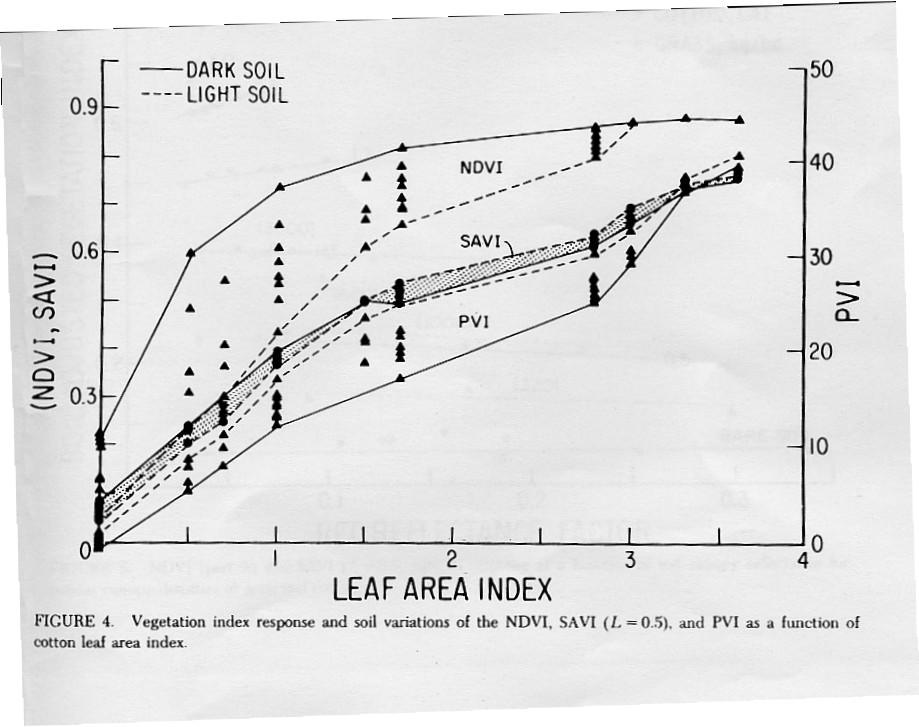 DARK SOIL
LIGHT SOIL
50
0.9
NDVI
40
0.6
SAVI
30
(NDVI, SAVI)
PVI
PVI
20
0.3
10
0
0
1
2
3
4
LEAF AREA INDEX
FIGURE 4. Vegetation index response and soil variations of the NDVI, SAVI (L = 0.5), and PVI as a function of
cotton leaf area index.